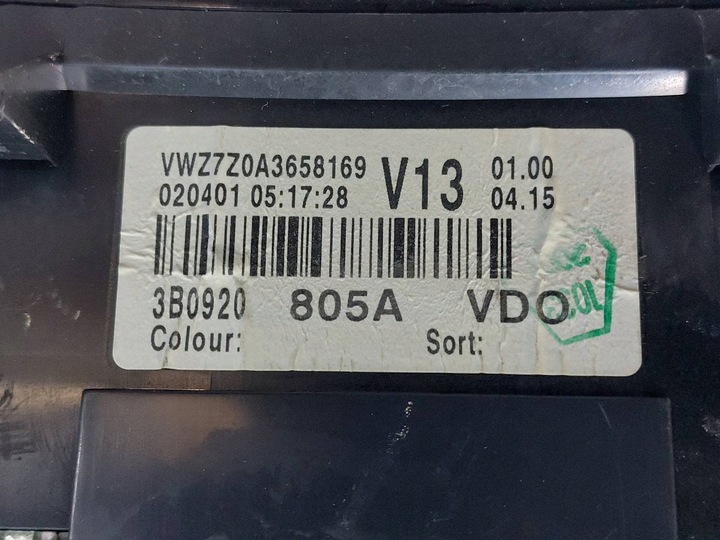 VWZ7Z0A3658169 V13 01.00
020401 05:17:28 04.15
3B0920 805A VDO
Colour: Sort: